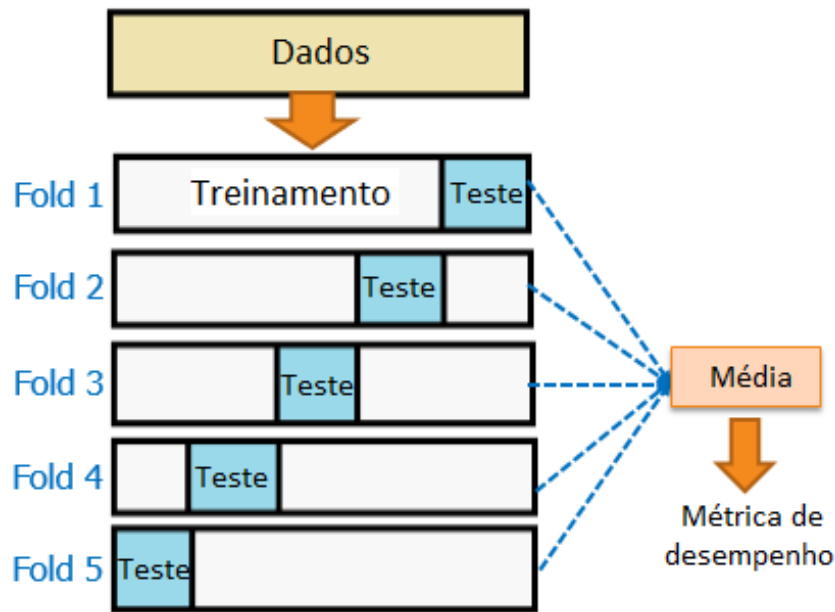 Dados
Fold 1
Treinamento
Teste
Fold 2
Teste
Fold 3
Teste
Média
Fold 4
Teste
Fold 5
Teste
Métrica de
desempenho